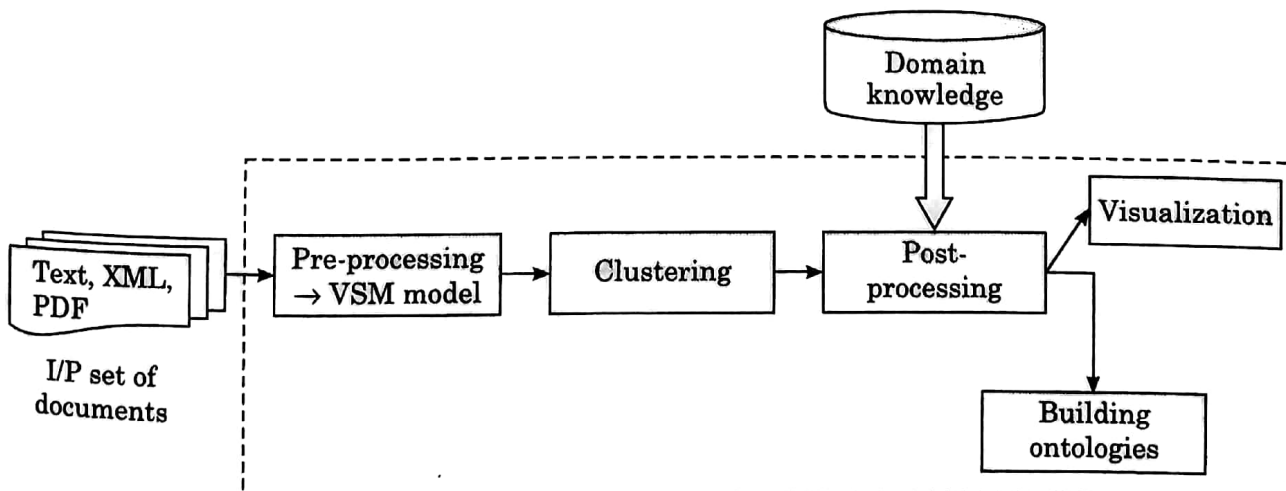 Domain
knowledge
Visualization
Text, XML,
PDF
Pre-processing
→ VSM model
Clustering
Post-
processing
I/P set of
documents
Building
ontologies